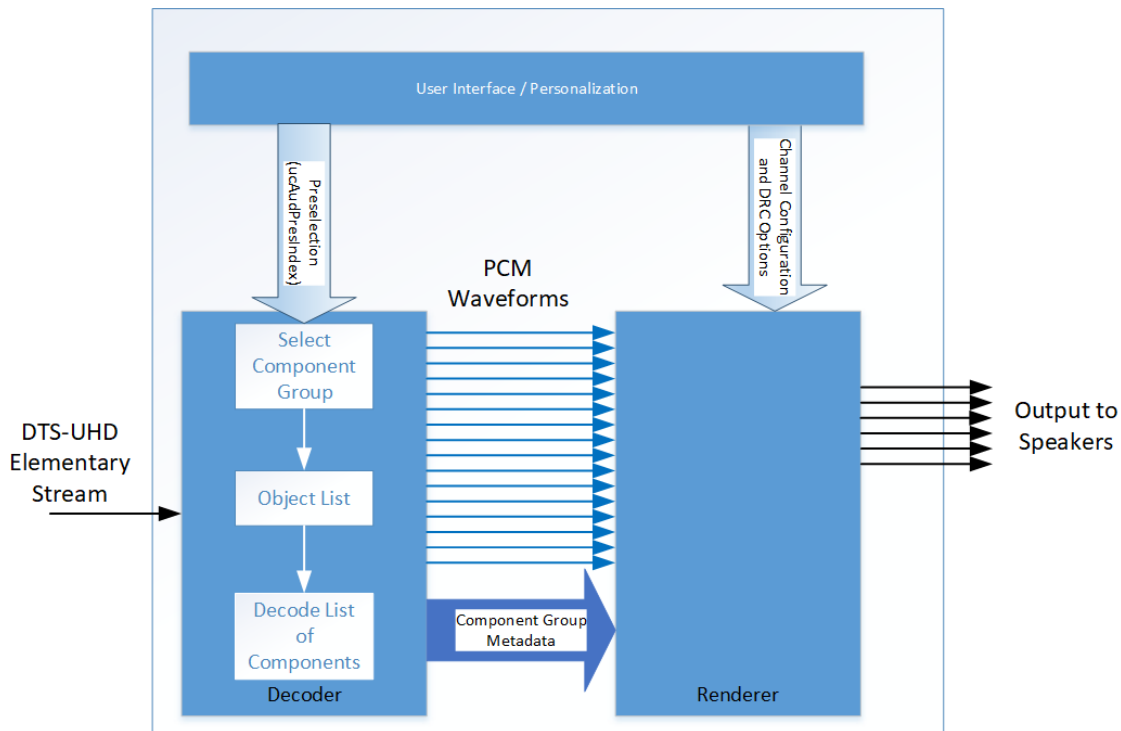 User Interface / Personalization
Preselection
(ucAudPresIndex)
Channel Configuration
and DRC Options
PCM
Waveforms
Select
Component
Group
DTS-UHD
Elementary
Stream
Object List
Output to
Speakers
Decode List
of
Components
Component Group
Metadata
Decoder
Renderer